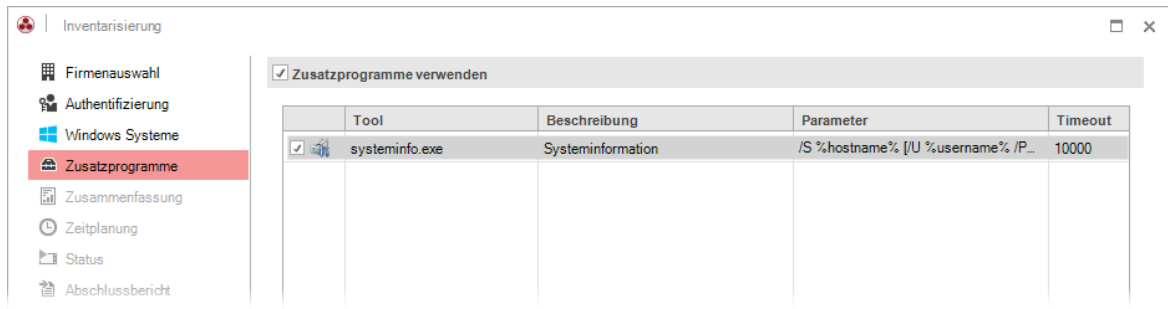 Inventarisierung
Firmenauswahl
Authentifizierung
Windows Systeme
Zusatzprogramme
Zusammenfassung
Zeitplanung
Status
Abschlussbericht
Zusatzprogramme verwenden
Tool Beschreibung Parameter Timeout
systeminfo.exe Systeminformation /S %hostname% [/U %username% /P... 10000